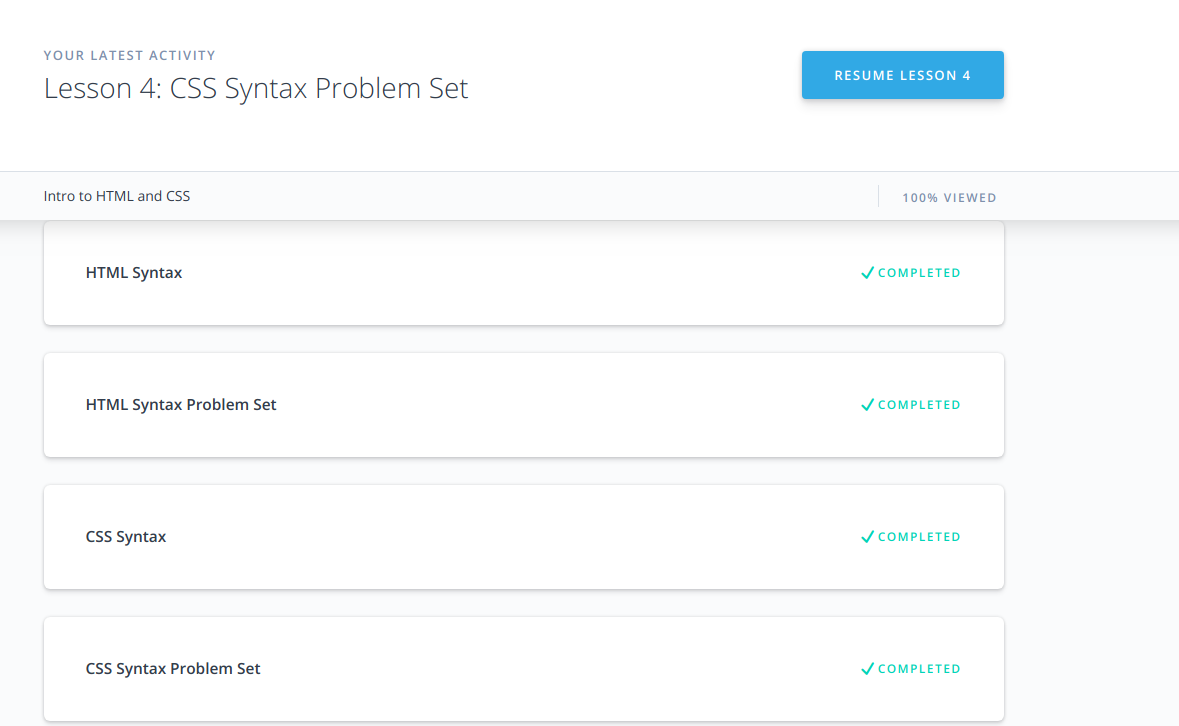 YOUR LATEST ACTIVITY
Lesson 4: CSS Syntax Problem Set
RESUME LESSON 4
Intro to HTML and CSS
100% VIEWED
HTML Syntax
COMPLETED
HTML Syntax Problem Set
COMPLETED
CSS Syntax
COMPLETED
CSS Syntax Problem Set
COMPLETED